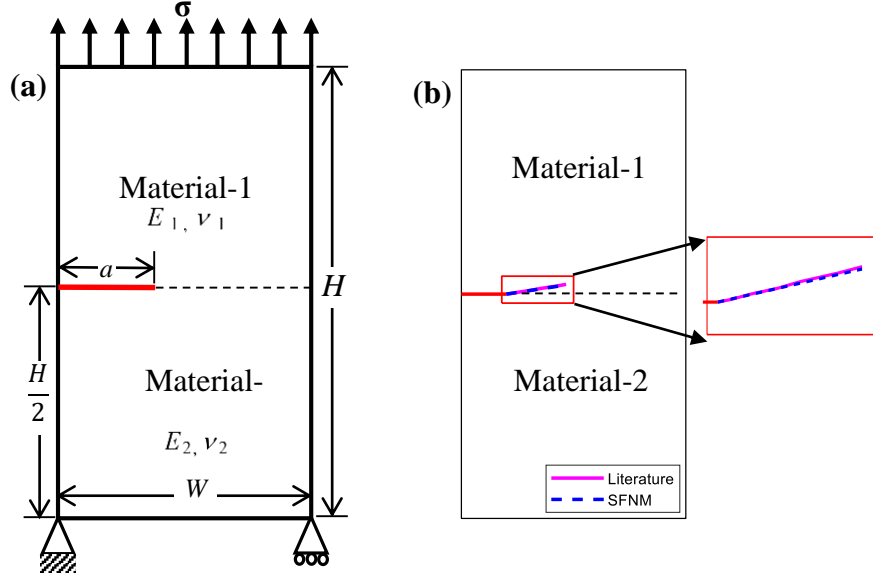 σ
(a)
Material-1
E₁, ν₁
a
H
H/2
Material-
E₂, ν₂
W
(b)
Material-1
Material-2
Literature
SFNM